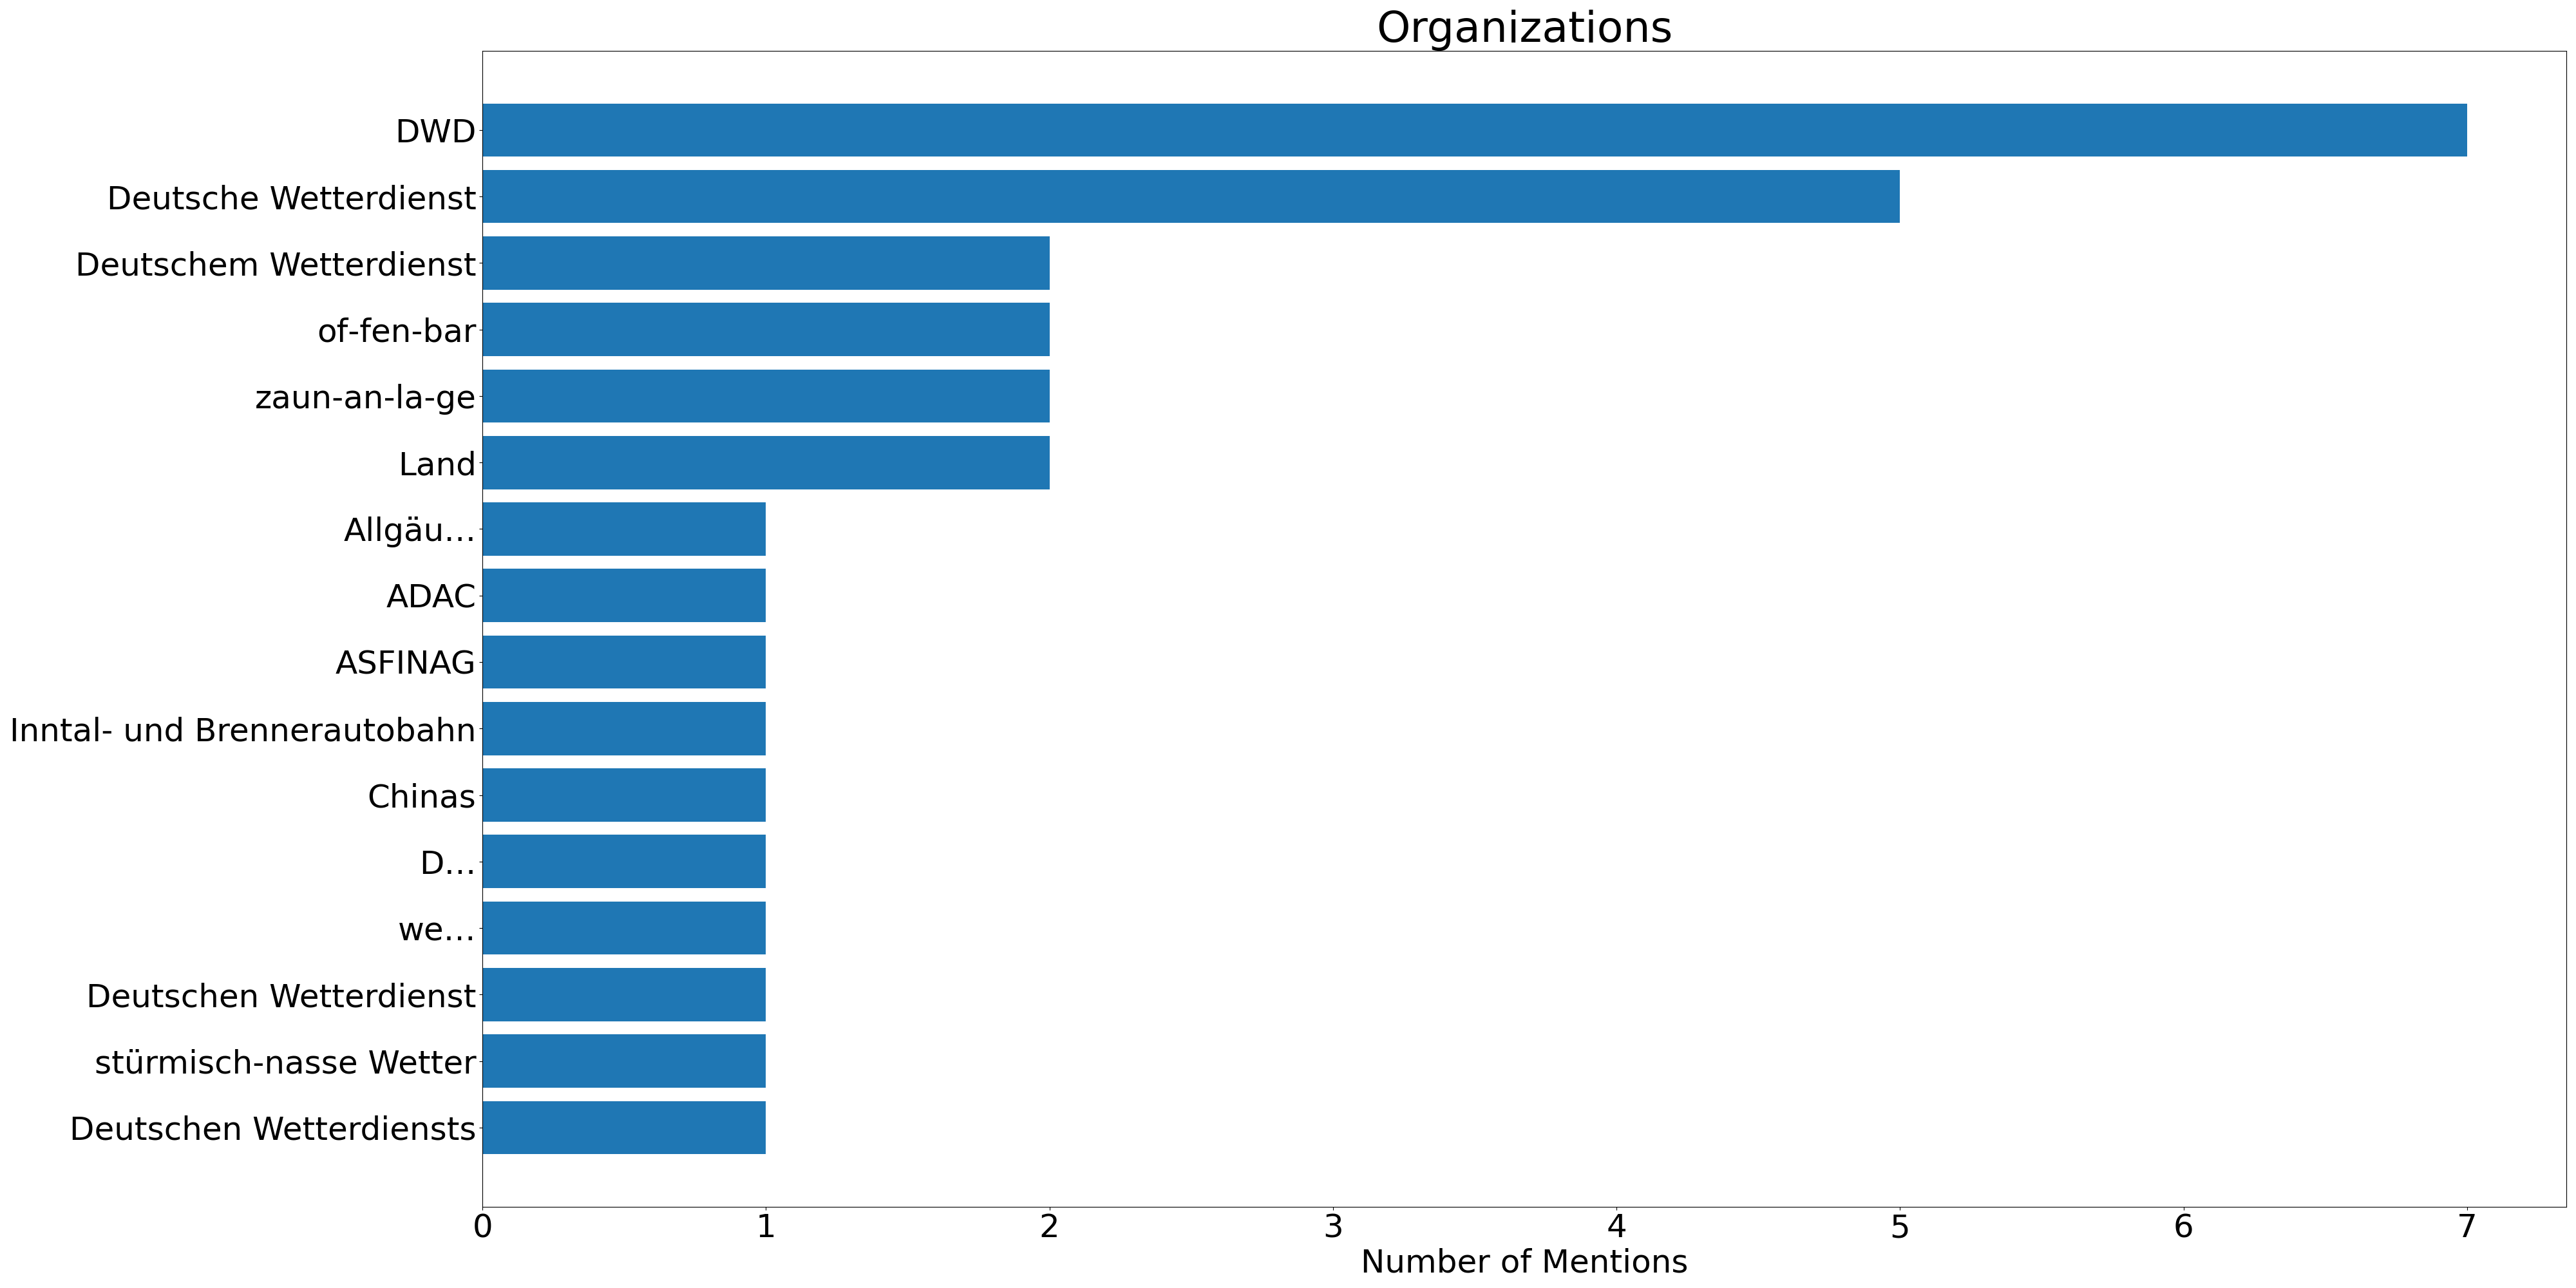 Organizations
DWD
Deutsche Wetterdienst
Deutschem Wetterdienst
of-fen-bar
zaun-an-la-ge
Land
Allgäu…
ADAC
ASFINAG
Inntal- und Brennerautobahn
Chinas
D…
we…
Deutschen Wetterdienst
stürmisch-nasse Wetter
Deutschen Wetterdiensts
0 1 2 3 4 5 6 7
Number of Mentions